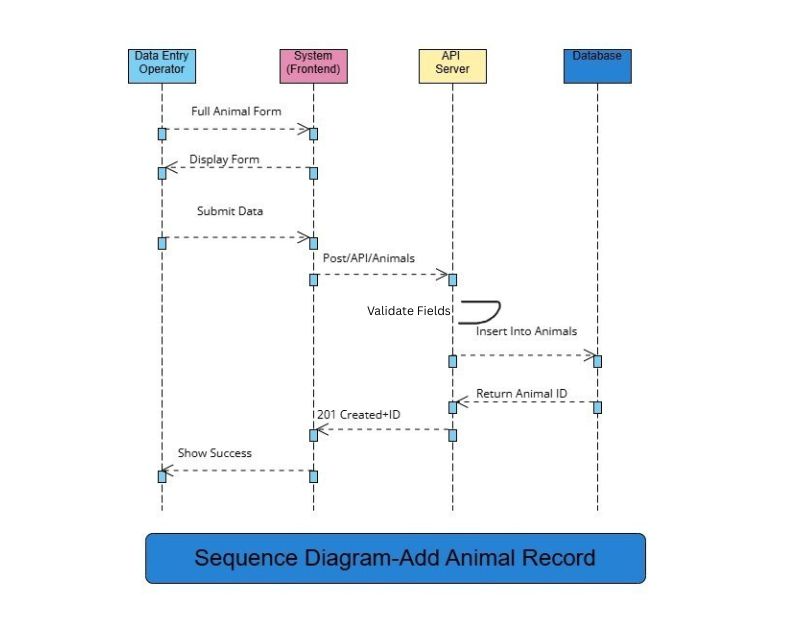 Data Entry
Operator
System
(Frontend)
API
Server
Database
Full Animal Form
Display Form
Submit Data
Post/API/Animals
Validate Fields
Insert Into Animals
Return Animal ID
201 Created+ID
Show Success
Sequence Diagram-Add Animal Record